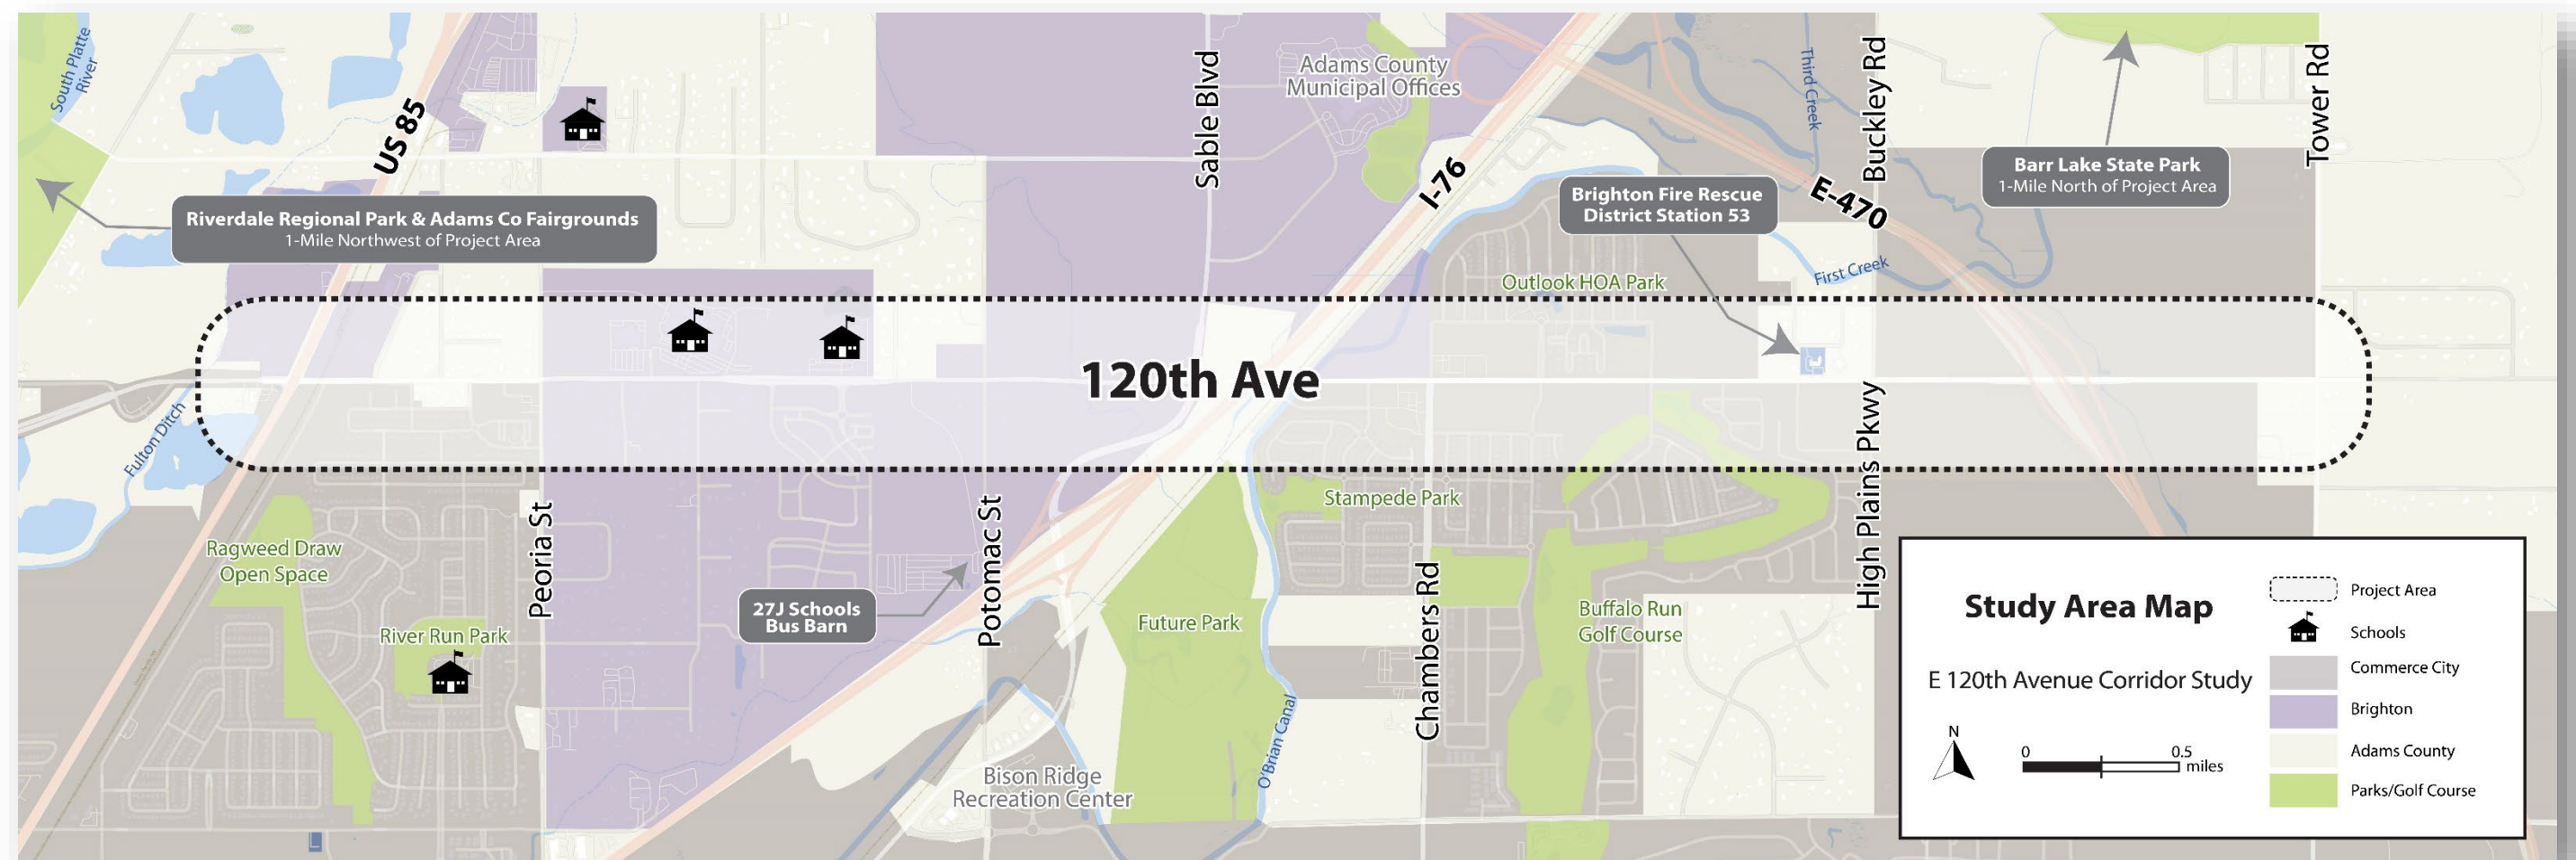 South Platte
River
US 85
Sable Blvd
Adams County
Municipal Offices
I-76
Third Creek
Buckley Rd
E-470
Tower Rd
Barr Lake State Park
1-Mile North of Project Area
Brighton Fire Rescue
District Station 53
Riverdale Regional Park & Adams Co Fairgrounds
1-Mile Northwest of Project Area
First Creek
Outlook HOA Park
120th Ave
Fulton Ditch
High Plains Pkwy
Stampede Park
Peoria St
Potomac St
Ragweed Draw
Open Space
River Run Park
27J Schools
Bus Barn
Future Park
Chambers Rd
Buffalo Run
Golf Course
O'Brian Canal
Bison Ridge
Recreation Center
Study Area Map
E 120th Avenue Corridor Study
N
0
0.5
miles
Project Area
Schools
Commerce City
Brighton
Adams County
Parks/Golf Course